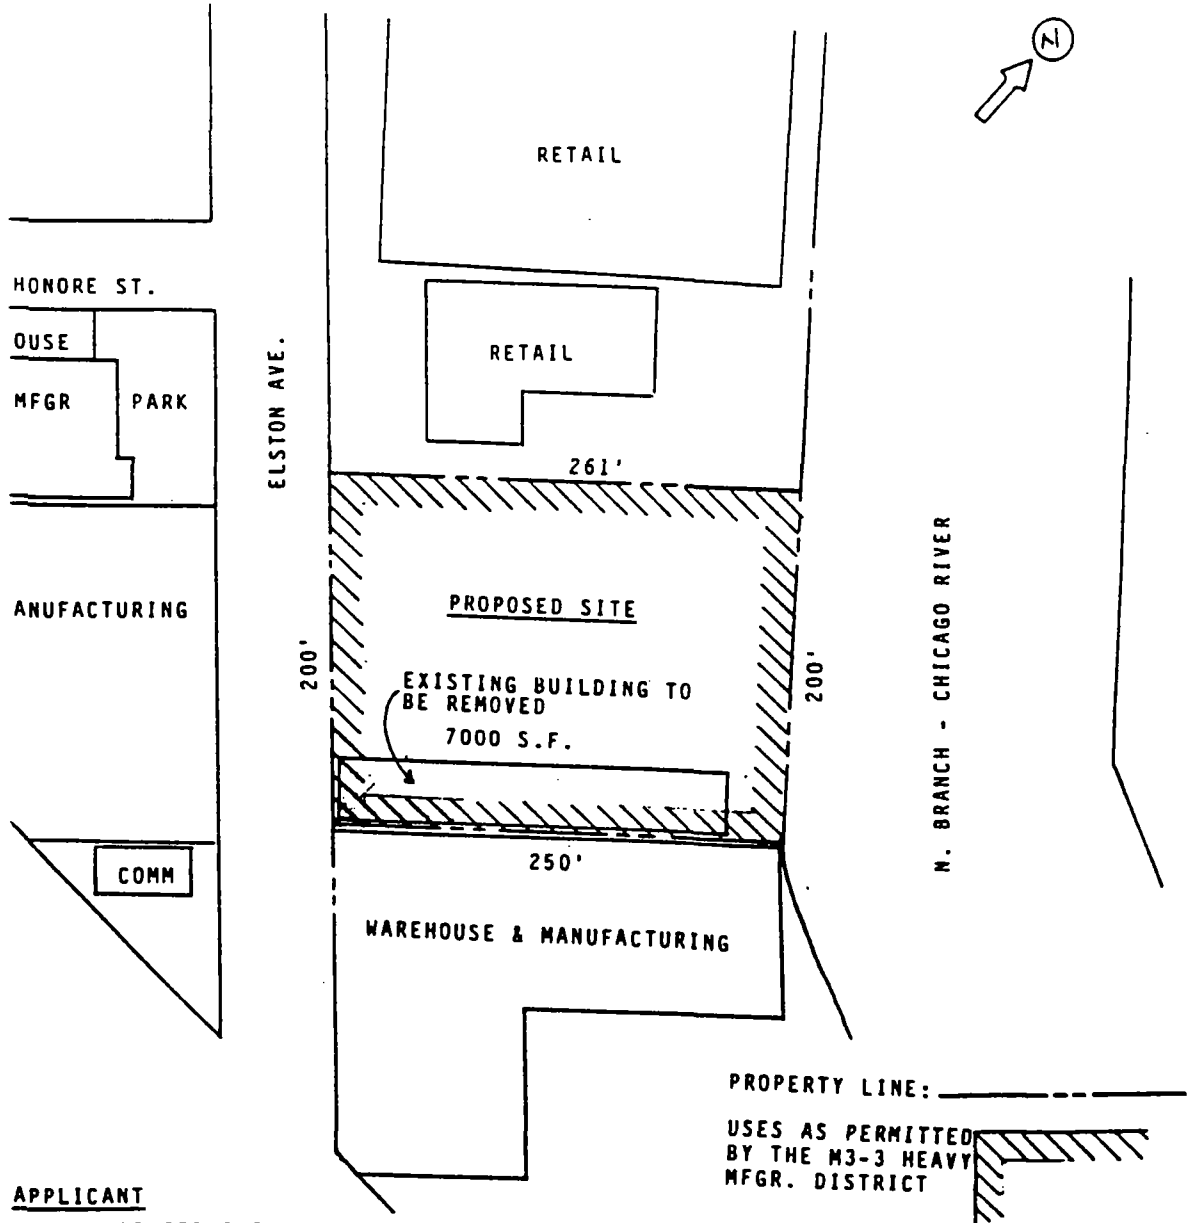 N
RETAIL
HONORE ST.
OUSE
RETAIL
MFGR
PARK
ELSTON AVE.
261'
ANUFACTURING
PROPOSED SITE
N. BRANCH - CHICAGO RIVER
200'
200'
EXISTING BUILDING TO
BE REMOVED
7000 S.F.
250'
COMM
WAREHOUSE & MANUFACTURING
PROPERTY LINE:
USES AS PERMITTED
BY THE M3-3 HEAVY
MFGR. DISTRICT
APPLICANT